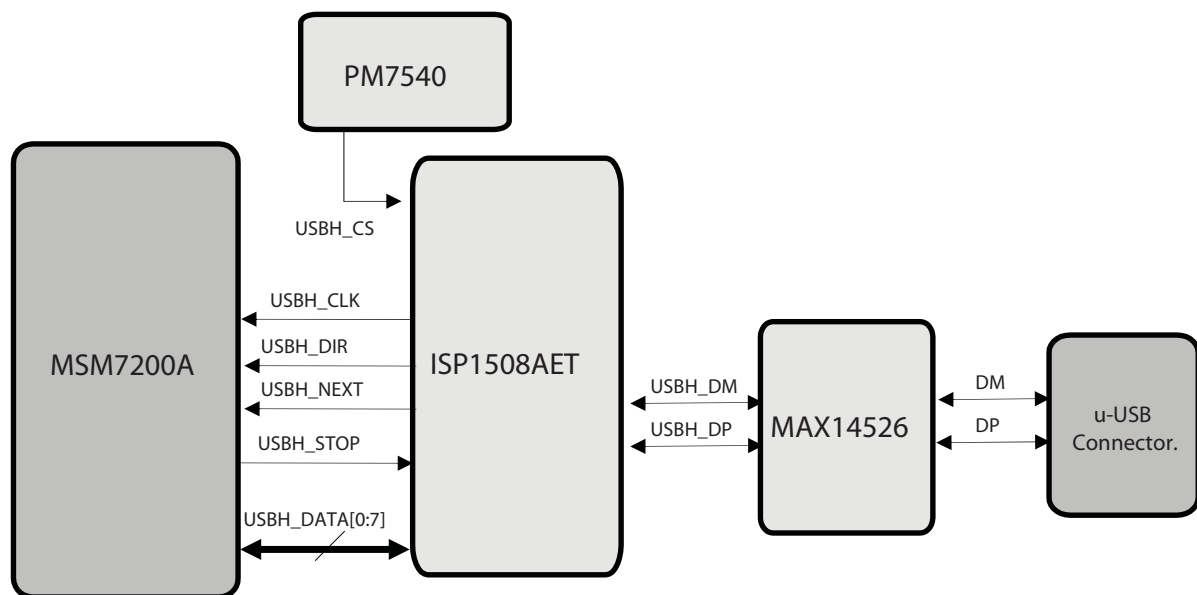 PM7540
USBH_CS
USBH_CLK
USBH_DIR
MSM7200A
ISP1508AET
USBH_NEXT
USBH_STOP
USBH_DATA[0:7]
USBH_DM
USBH_DP
MAX14526
DM
DP
u-USB
Connector.